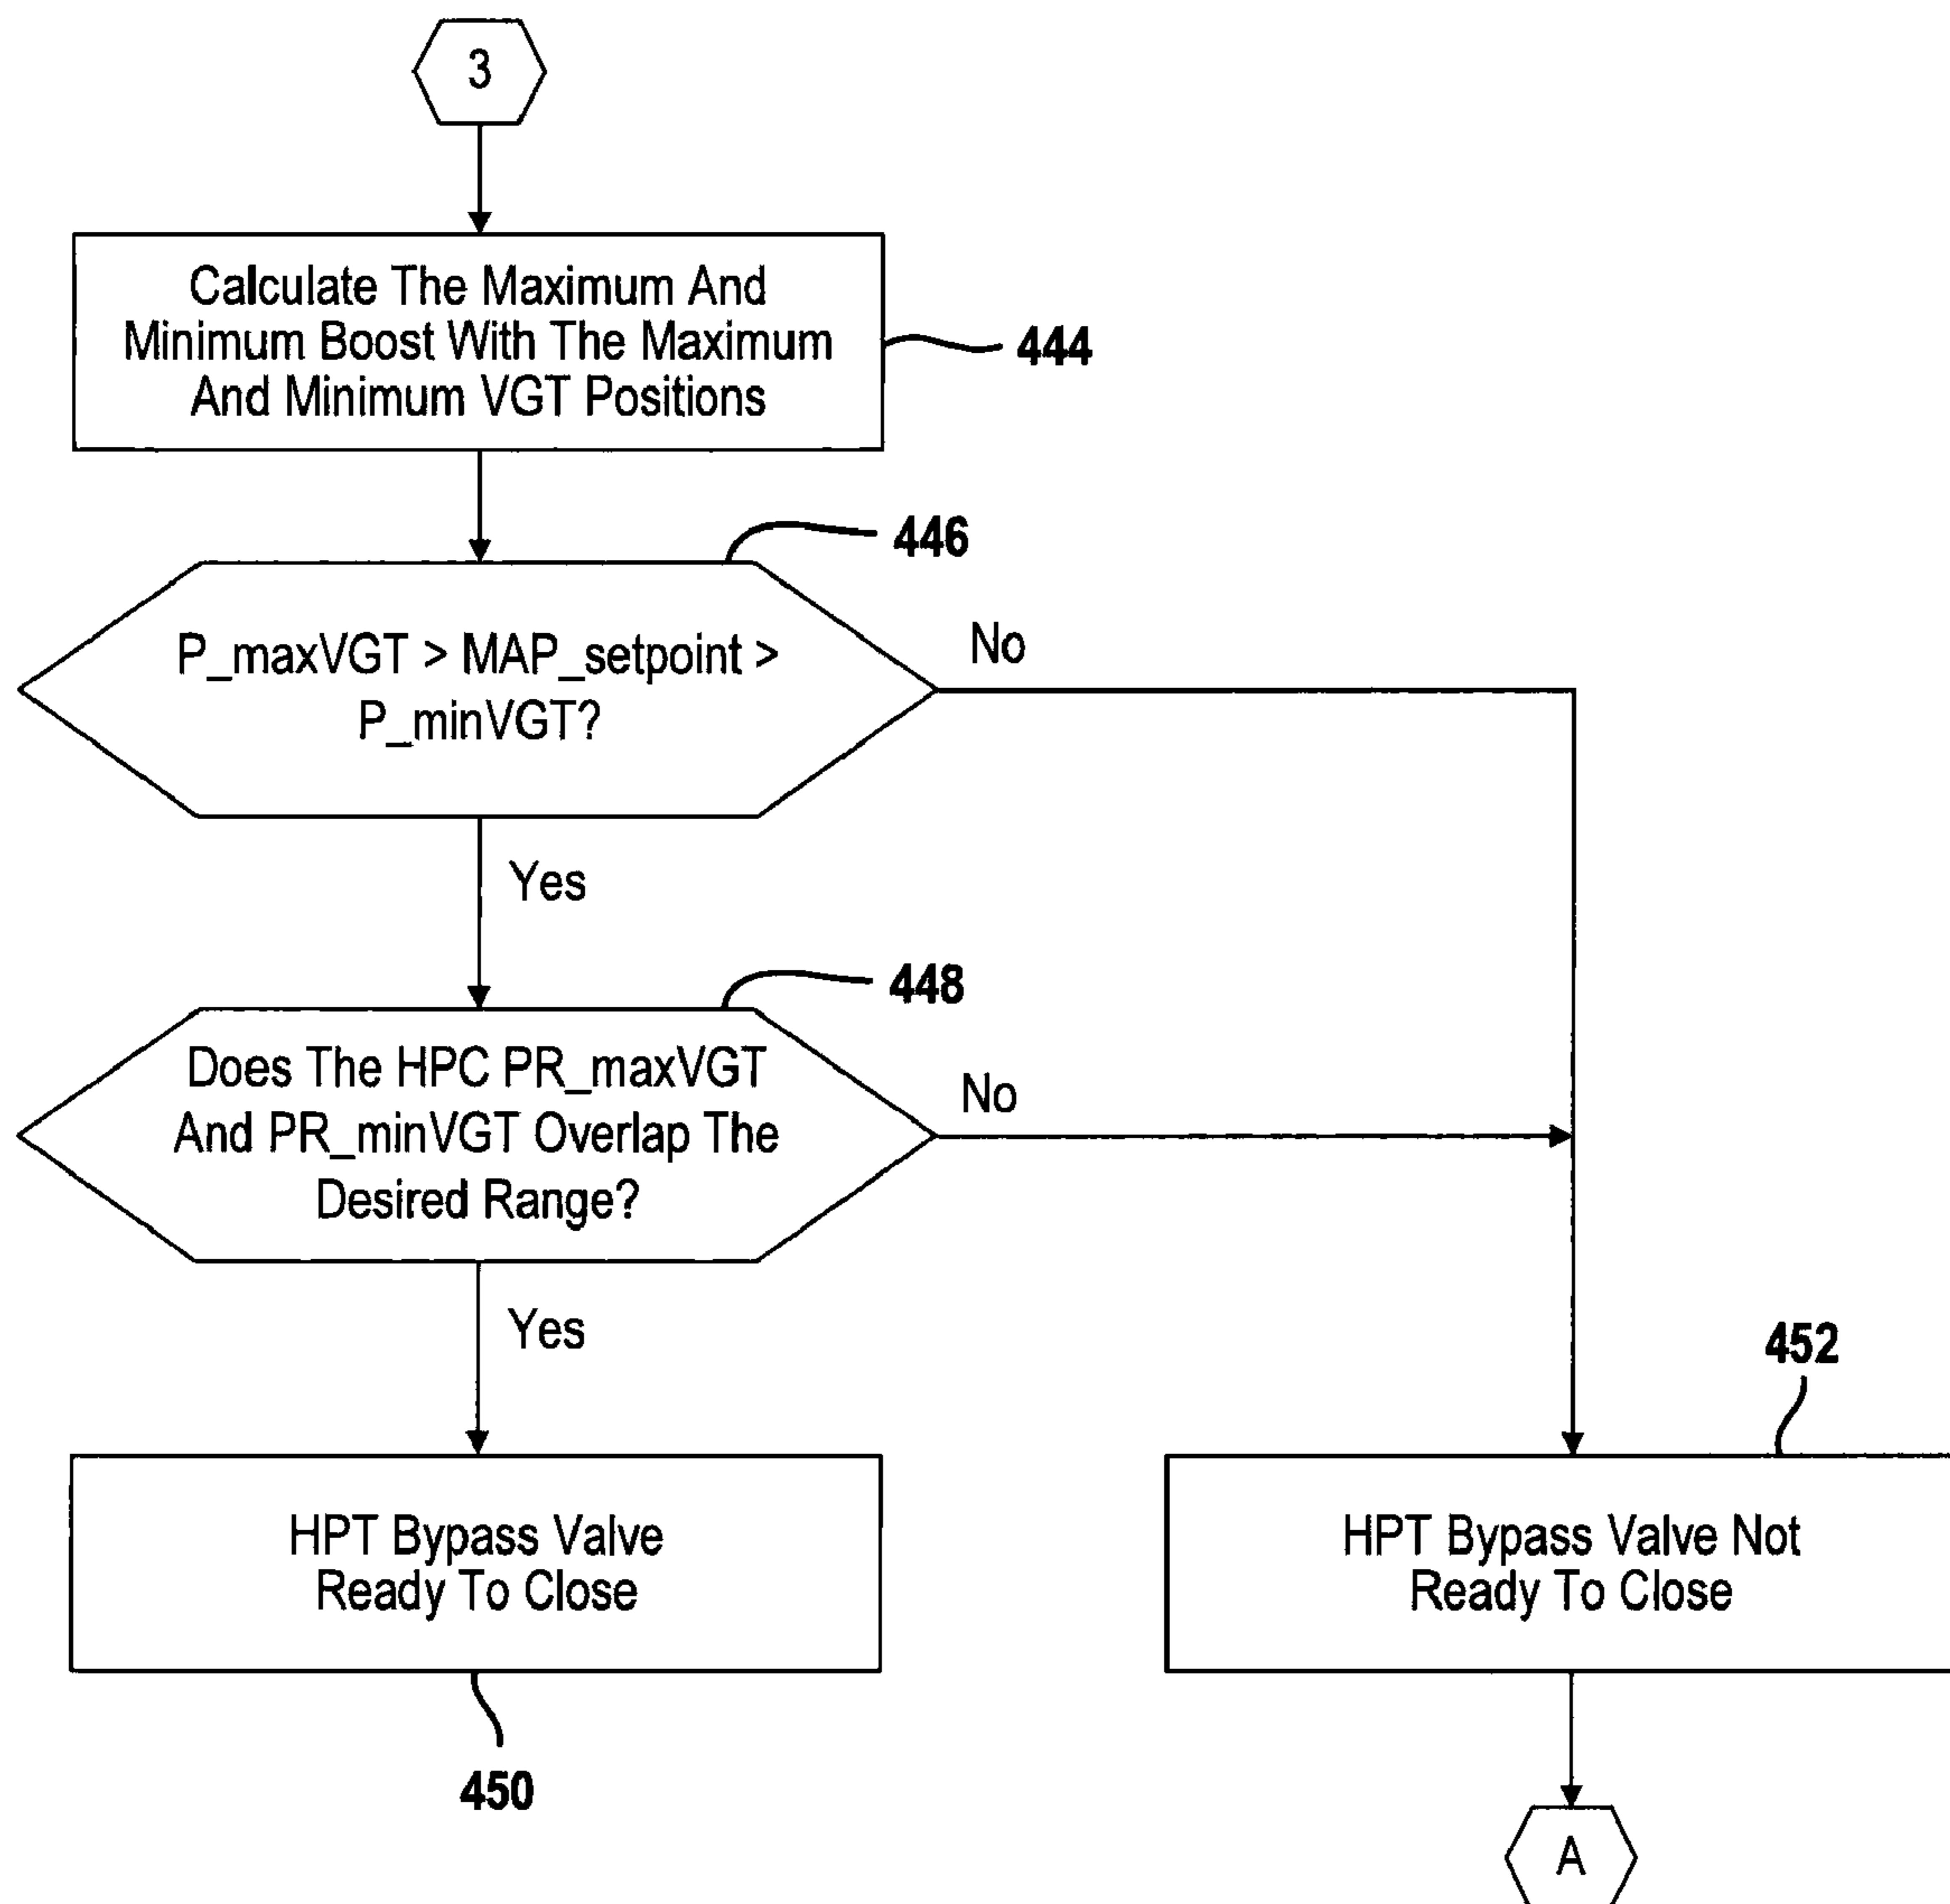 3
Calculate The Maximum And
Minimum Boost With The Maximum
And Minimum VGT Positions
444
446
P_maxVGT > MAP_setpoint >
P_minVGT?
No
Yes
448
Does The HPC PR_maxVGT
And PR_minVGT Overlap The
Desired Range?
No
Yes
452
HPT Bypass Valve
Ready To Close
HPT Bypass Valve Not
Ready To Close
450
A